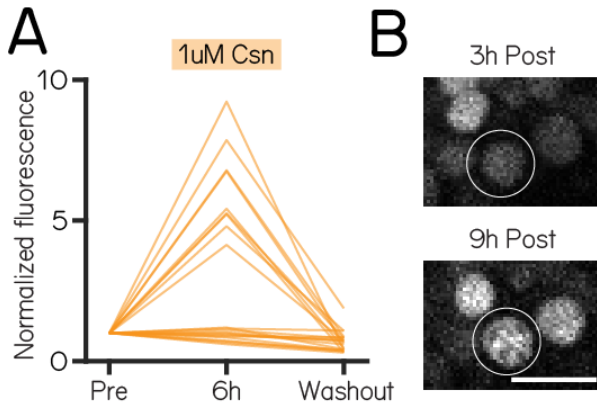 A
1uM Csn
Normalized fluorescence
10
5
0
Pre
6h
Washout
B
3h Post
9h Post